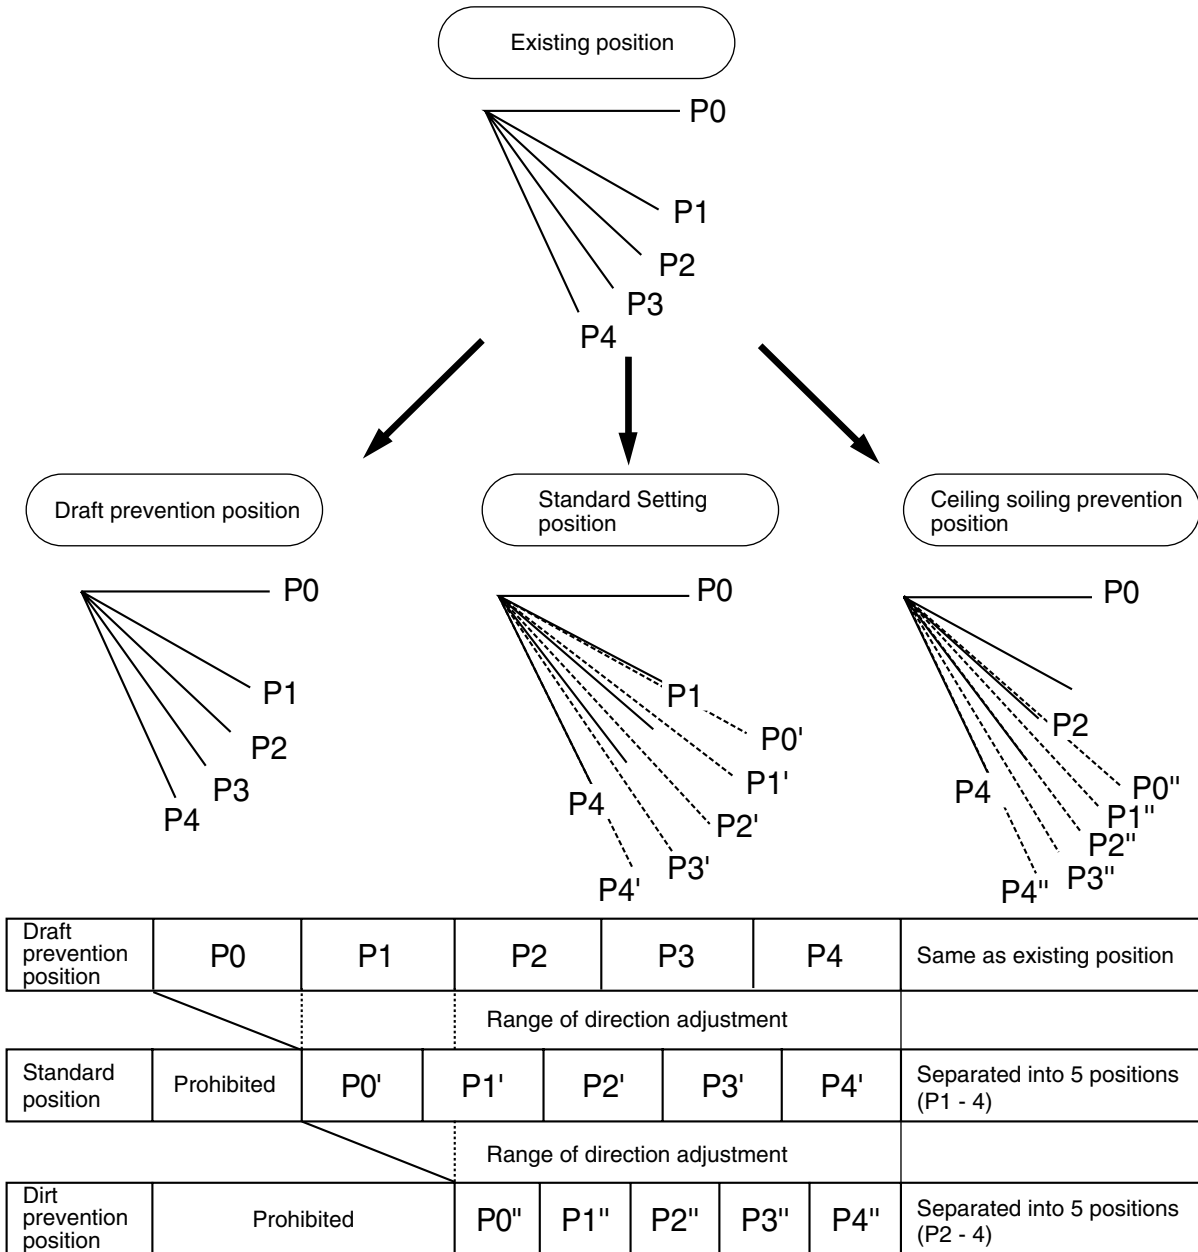 Existing position
P0
P1
P2
P3
P4
Draft prevention position
Standard Setting
position
Ceiling soiling prevention
position
P0
P1
P2
P3
P4
P0
P1
P0'
P1'
P2'
P3'
P4
P4'
P0
P2
P0"
P1"
P2"
P3"
P4
P4"
Draft
prevention
position
P0
P1
P2
P3
P4
Same as existing position
Range of direction adjustment
Standard
position
Prohibited
P0'
P1'
P2'
P3'
P4'
Separated into 5 positions
(P1 - 4)
Range of direction adjustment
Dirt
prevention
position
Prohibited
P0"
P1"
P2"
P3"
P4"
Separated into 5 positions
(P2 - 4)